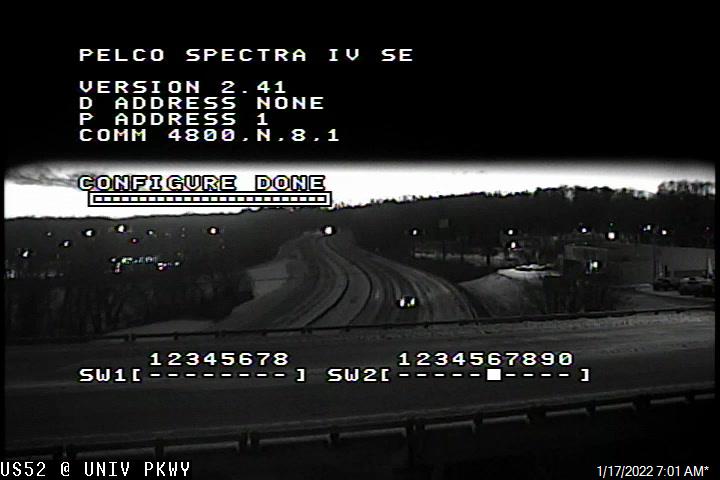 PELCO SPECTRA IV SE
VERSION 2.41
D ADDRESS NONE
P ADDRESS 1
COMM 4800,N,8,1
CONFIGURE DONE
12345678 1234567890
SW1[--------] SW2[-----■----]
US52 @ UNIV PKWY 1/17/2022 7:01 AM*